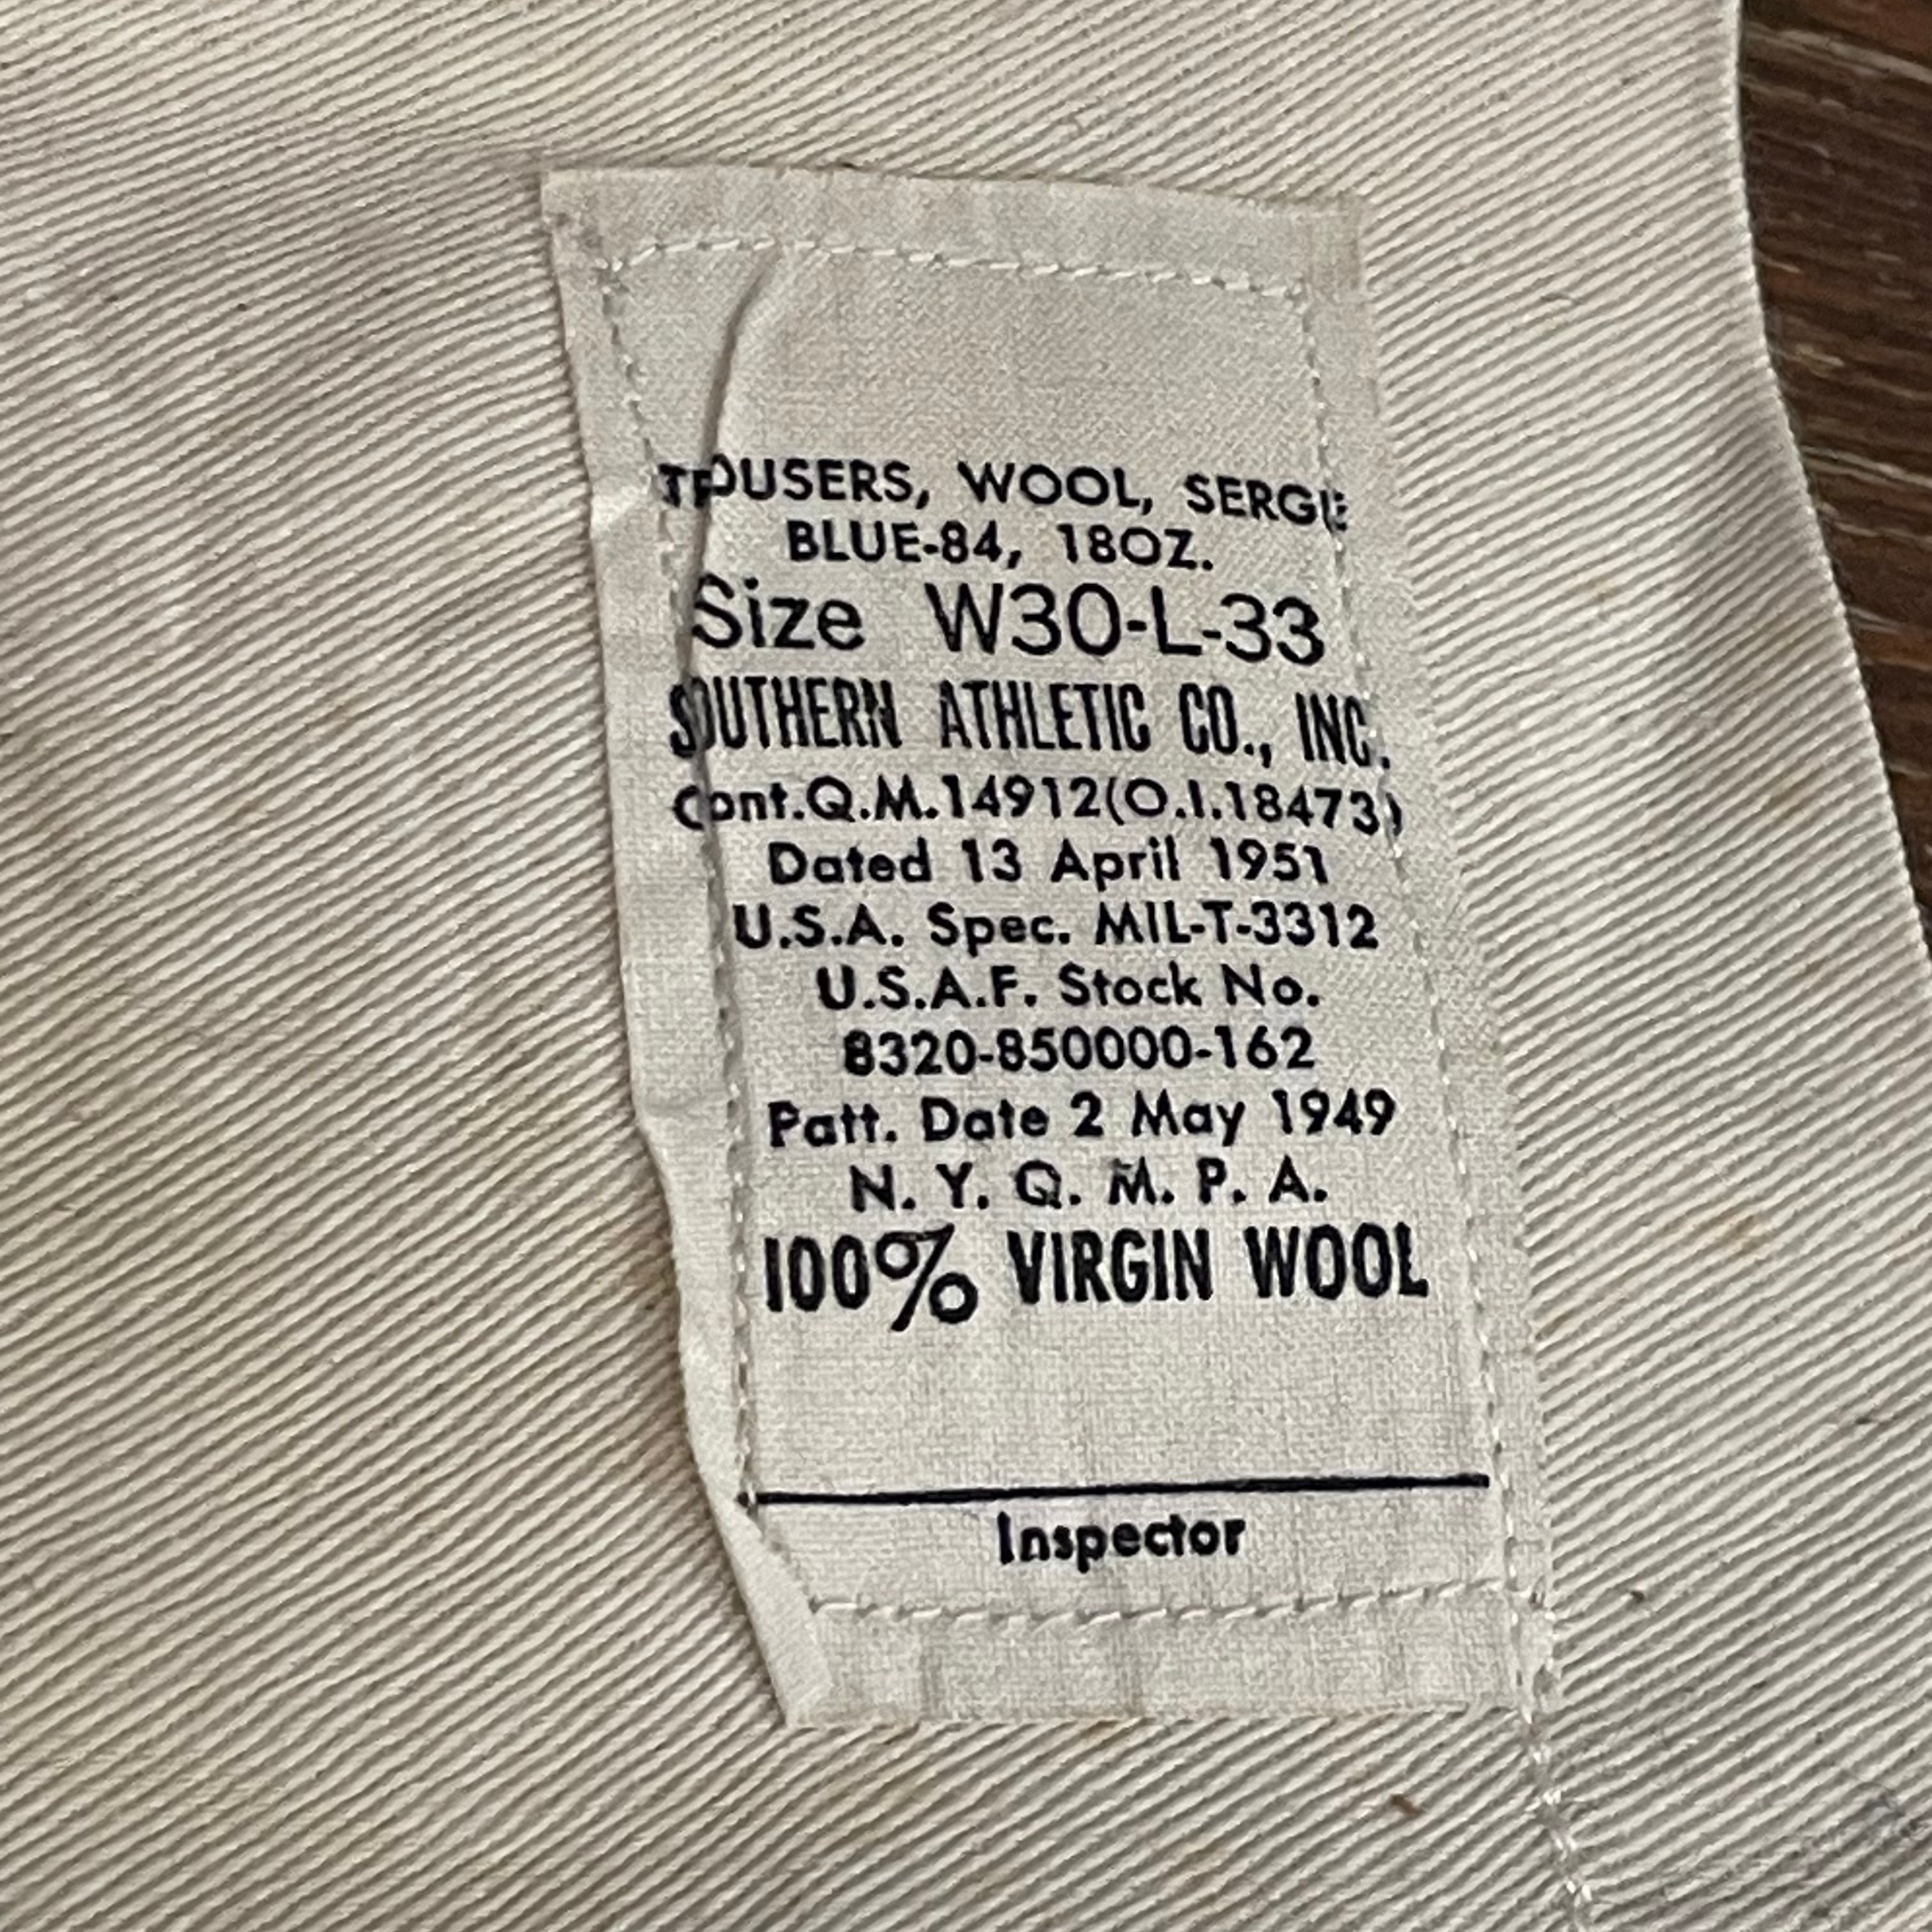 TROUSERS, WOOL, SERGE
BLUE-84, 18OZ.
Size W30-L-33
SOUTHERN ATHLETIC CO., INC.
Cont.Q.M.14912(O.I.18473)
Dated 13 April 1951
U.S.A. Spec. MIL-T-3312
U.S.A.F. Stock No.
8320-850000-162
Patt. Date 2 May 1949
N. Y. Q. M. P. A.
100% VIRGIN WOOL
Inspector